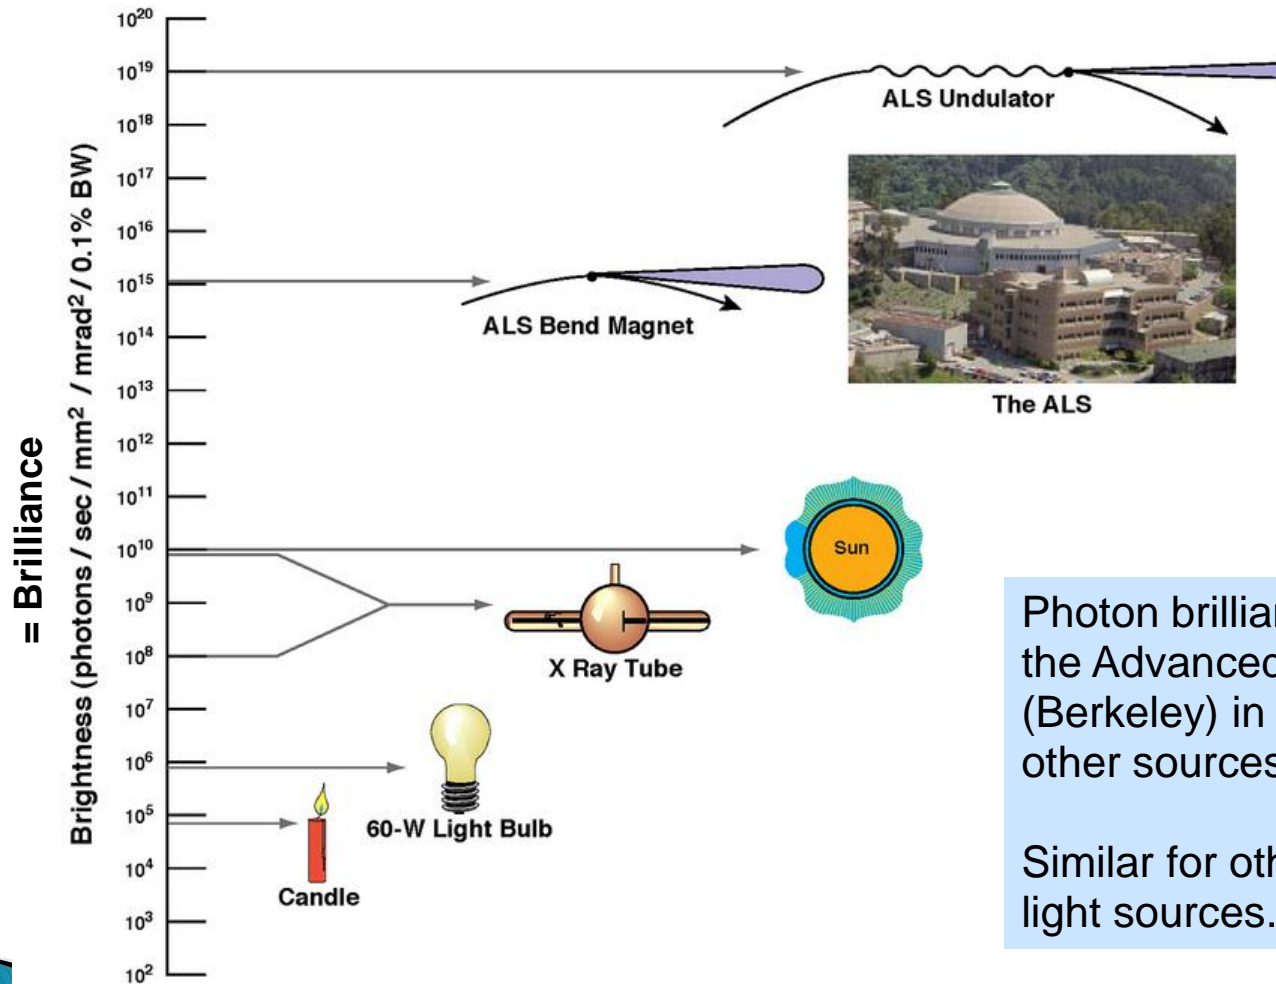 = Brilliance
Brightness (photons / sec / mm² / mrad² / 0.1% BW)
10²⁰
10¹⁹
10¹⁸
10¹⁷
10¹⁶
10¹⁵
10¹⁴
10¹³
10¹²
10¹¹
10¹⁰
10⁹
10⁸
10⁷
10⁶
10⁵
10⁴
10³
10²
ALS Undulator
ALS Bend Magnet
The ALS
Sun
X Ray Tube
60-W Light Bulb
Candle
Photon
the Advanced
(Berkeley) in
other sources
Similar for
light sources.